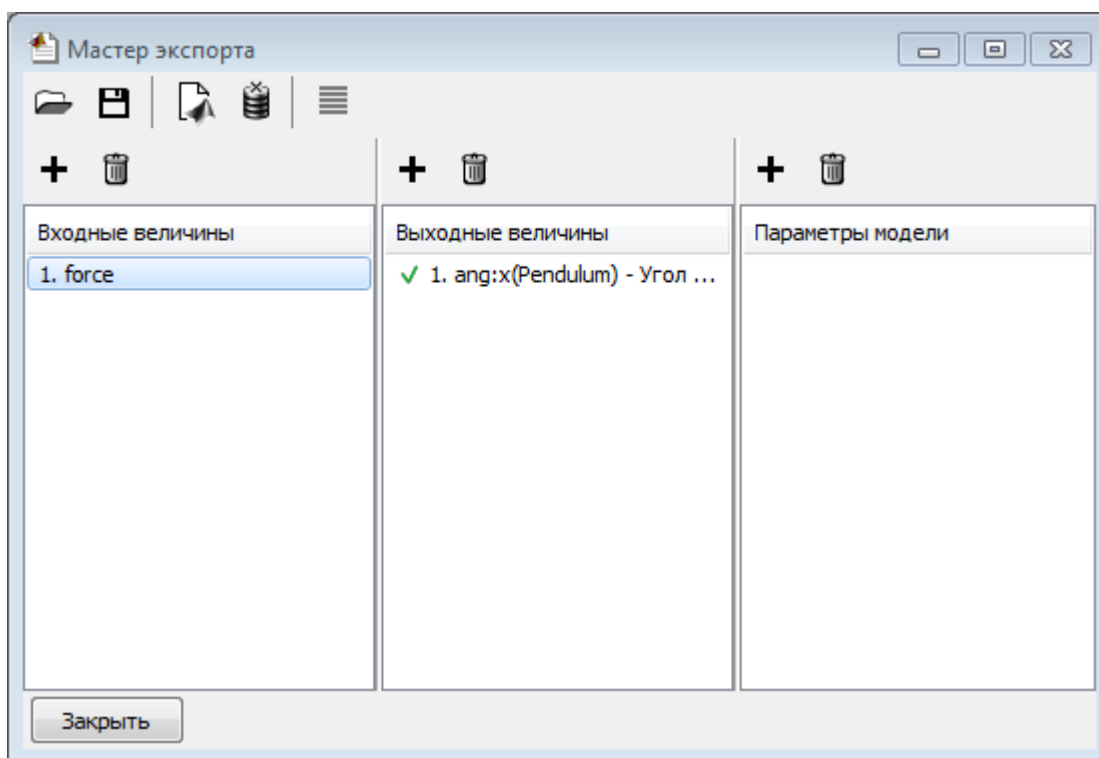 Мастер экспорта
Входные величины
Выходные величины
Параметры модели
1. force
1. ang:x(Pendulum) - Угол ...
Закрыть